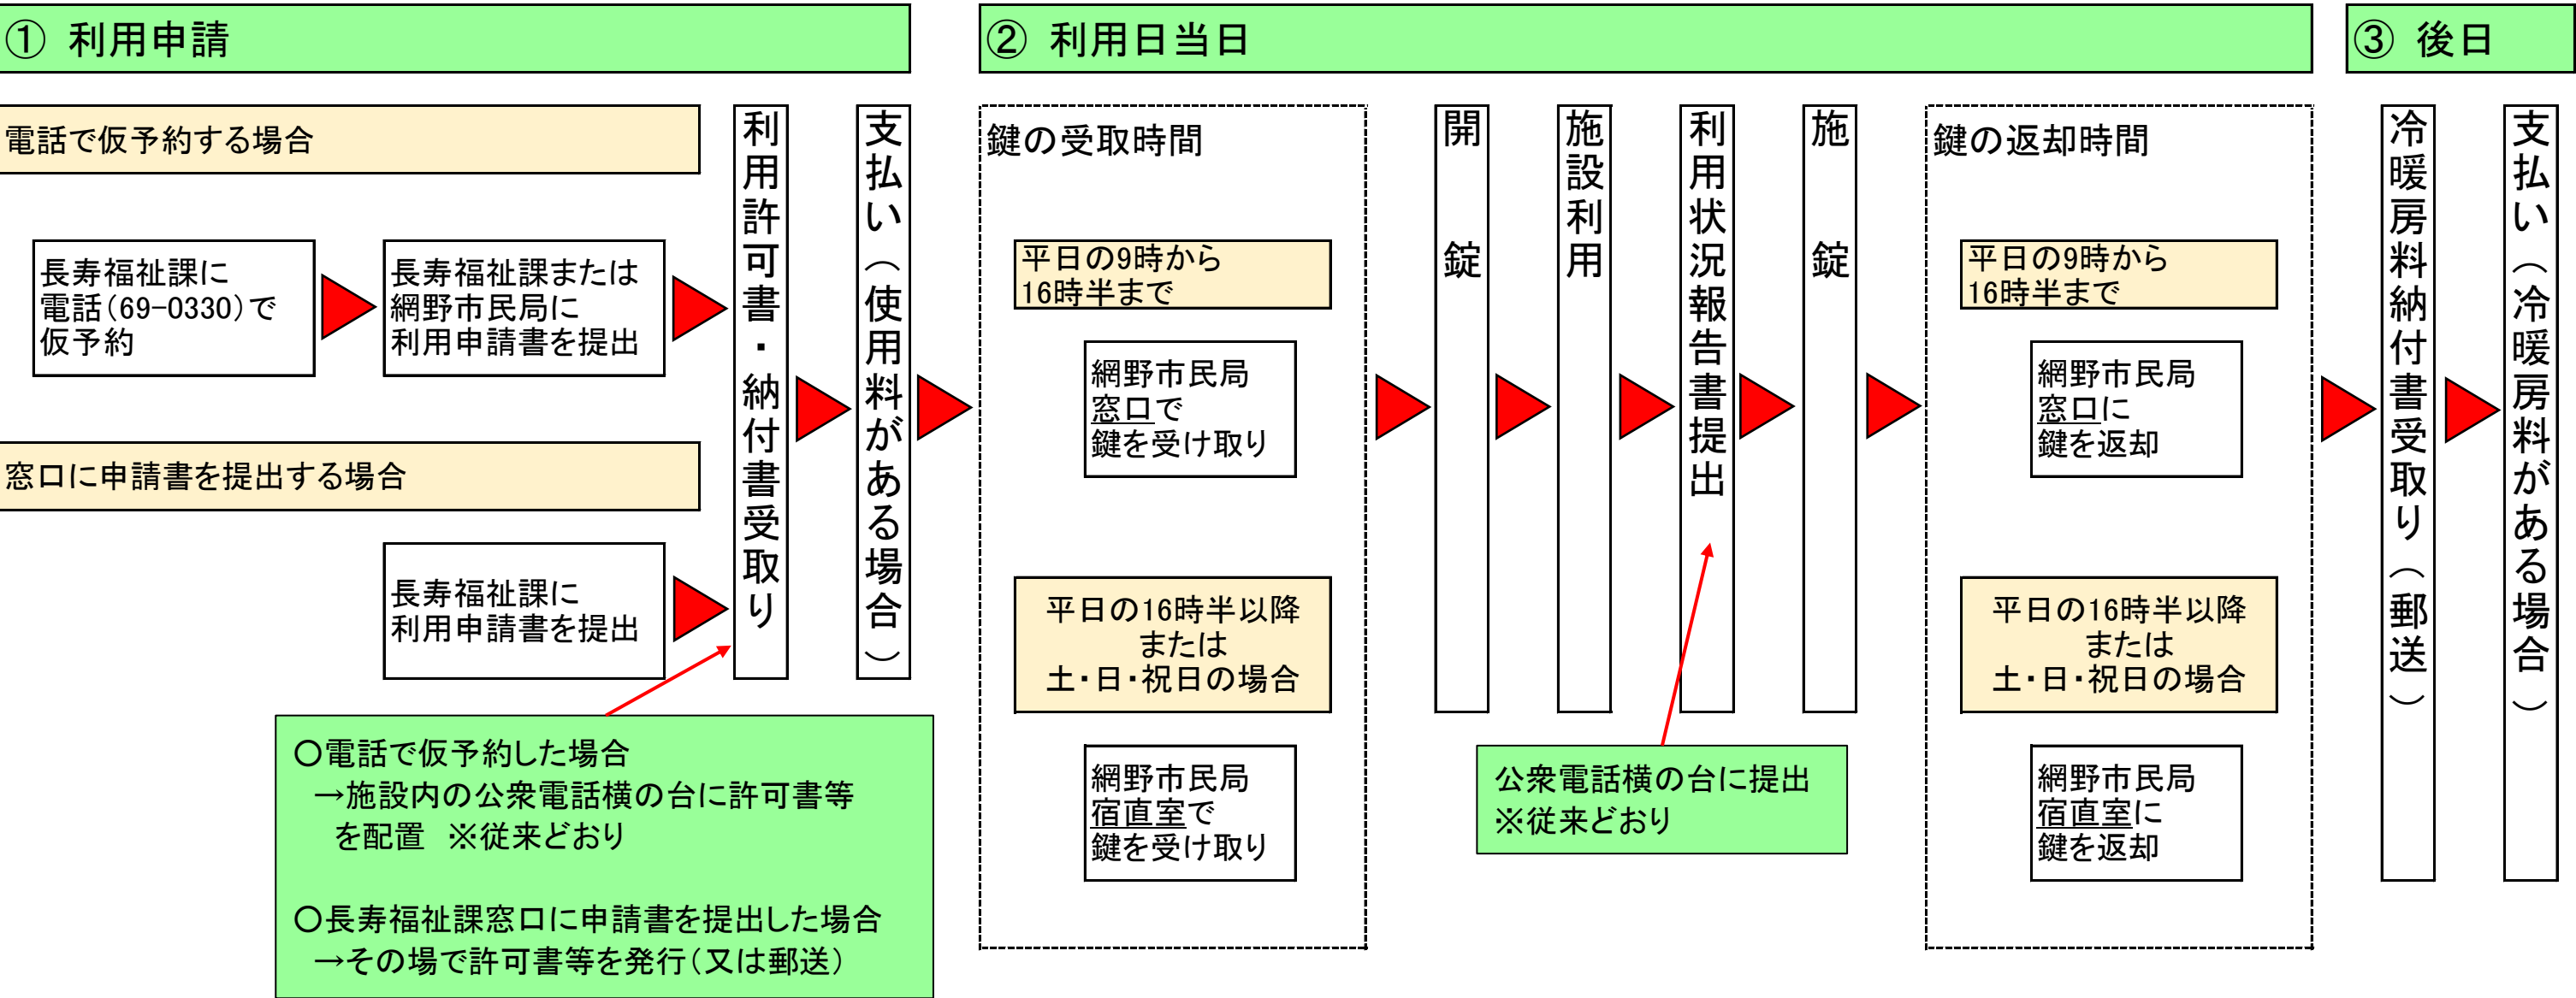 ① 利用申請
電話で仮予約する場合
長寿福祉課に
電話(69-0330)で
仮予約
長寿福祉課または
網野市民局に
利用申請書を提出
窓口に申請書を提出する場合
長寿福祉課に
利用申請書を提出
利用許可書・納付書受取り
支払い（使用料がある場合）
〇電話で仮予約した場合
→施設内の公衆電話横の台に許可書等
を配置 ※従来どおり
〇長寿福祉課窓口に申請書を提出した場合
→その場で許可書等を発行(又は郵送)
② 利用日当日
鍵の受取時間
平日の9時から
16時半まで
網野市民局
窓口で
鍵を受け取り
平日の16時半以降
または
土・日・祝日の場合
網野市民局
宿直室で
鍵を受け取り
開錠
施設利用
利用状況報告書提出
公衆電話横の台に提出
※従来どおり
施錠
鍵の返却時間
平日の9時から
16時半まで
網野市民局
窓口に
鍵を返却
平日の16時半以降
または
土・日・祝日の場合
網野市民局
宿直室に
鍵を返却
③ 後日
冷暖房料納付書受取り（郵送）
支払い（冷暖房料がある場合）